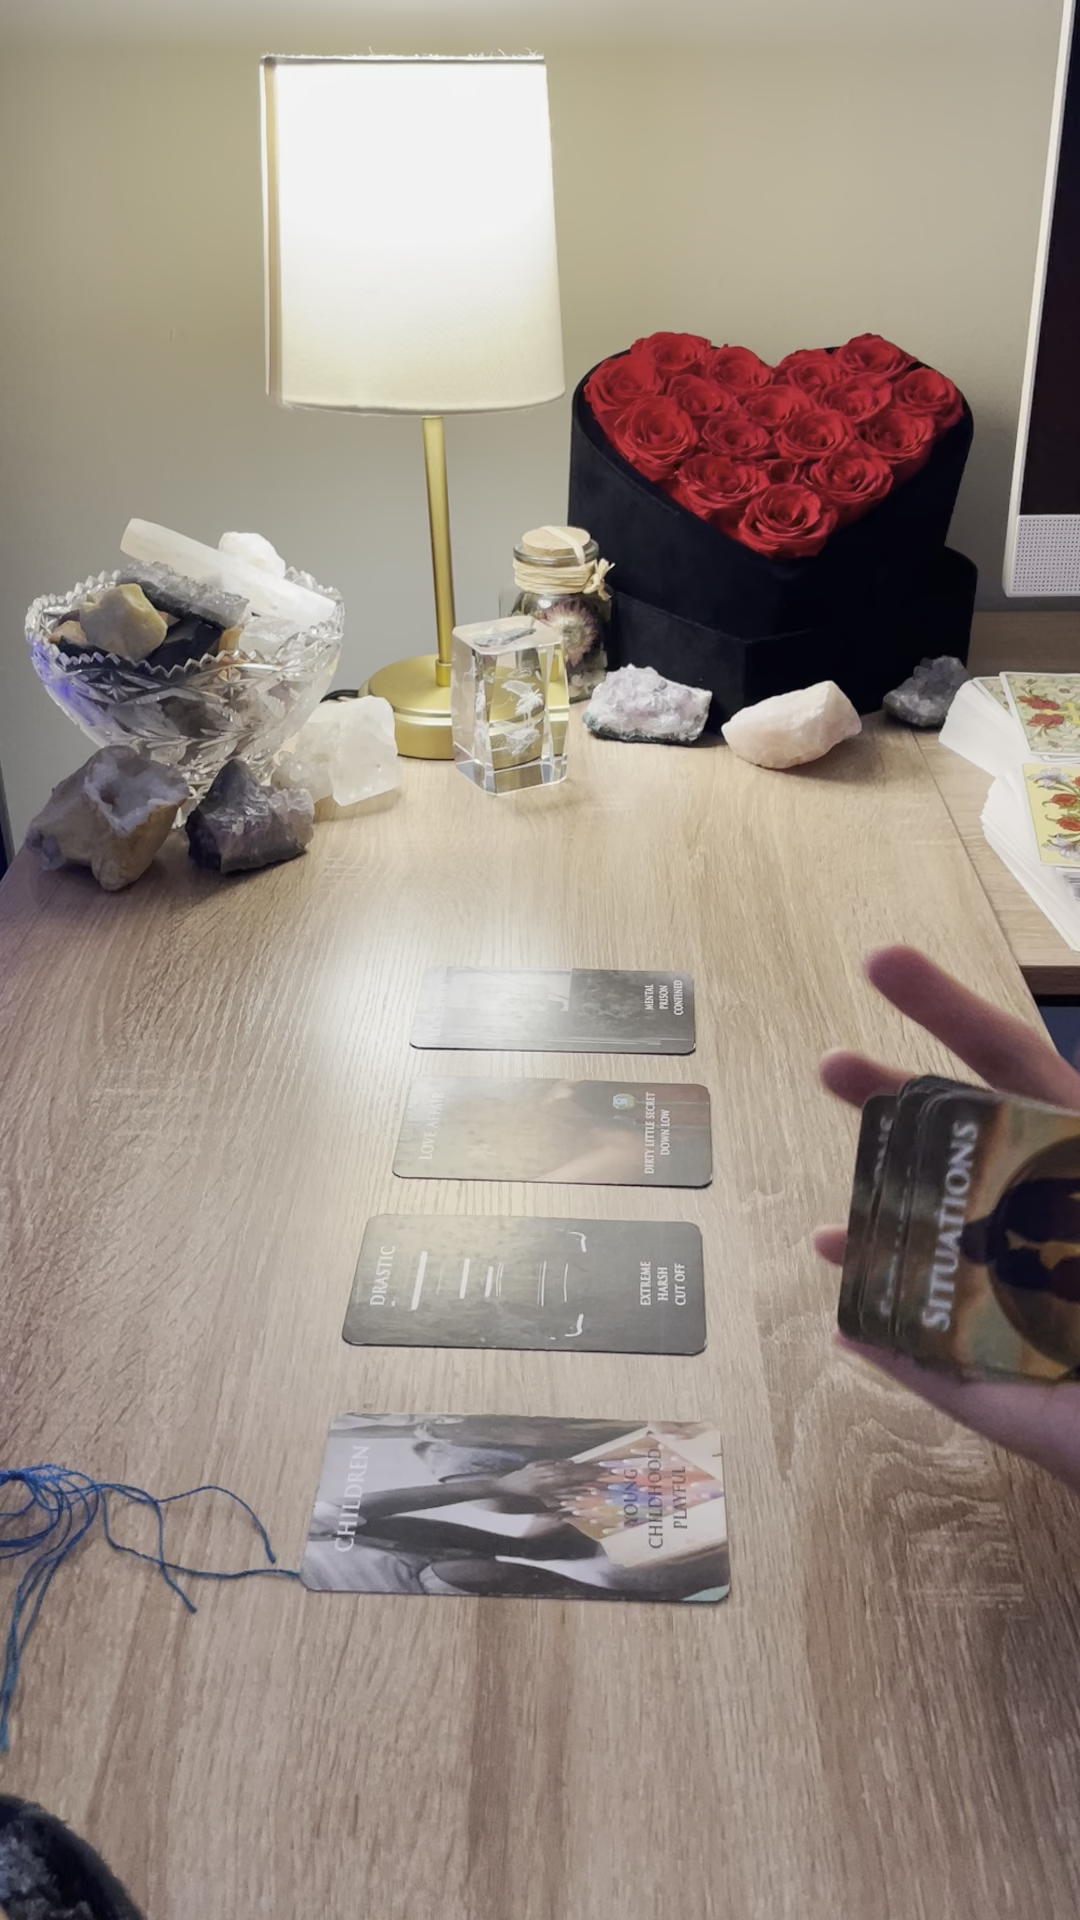 MENTAL
PRISON
CONFINED
LOVE AFFAIR
DIRTY LITTLE SECRET
DOWN LOW
DRASTIC
EXTREME
HARSH
CUT OFF
CHILDREN
YOUNG
CHILDHOOD
PLAYFUL
SITUATIONS